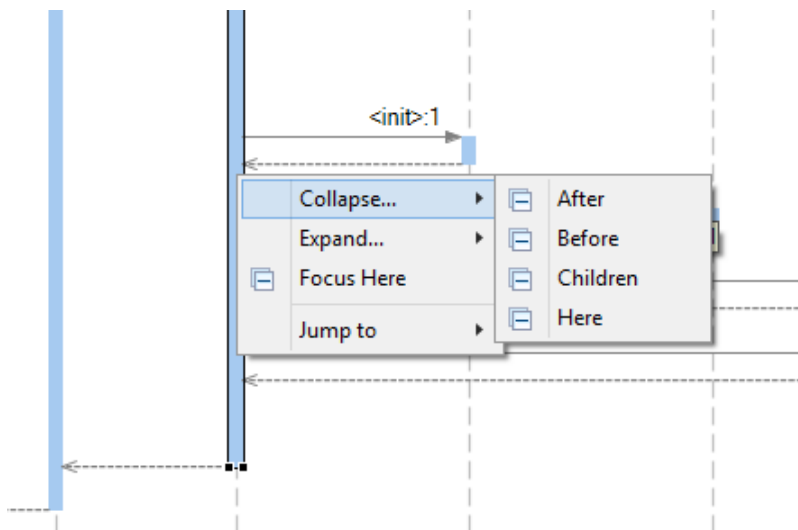 <init>:1
Collapse...
Expand...
Focus Here
Jump to
After
Before
Children
Here